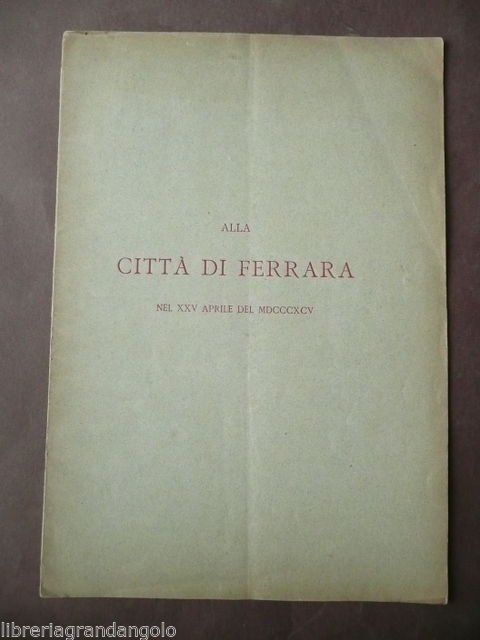 ALLA
CITTÀ DI FERRARA
NEL XXV APRILE DEL MDCCCXCV
libreriagrandangolo